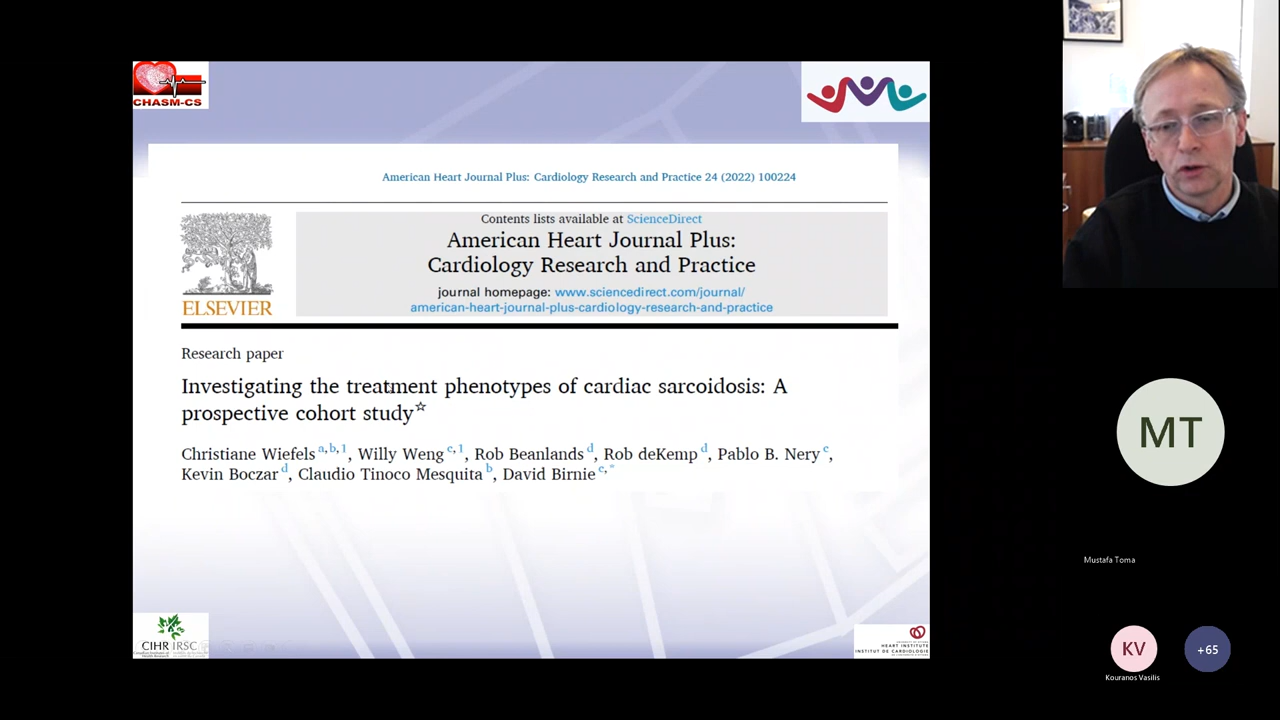 CHASM-CS
American Heart Journal Plus: Cardiology Research and Practice 24 (2022) 100224
Contents lists available at ScienceDirect
American Heart Journal Plus:
Cardiology Research and Practice
journal homepage: www.sciencedirect.com/journal/
american-heart-journal-plus-cardiology-research-and-practice
ELSEVIER
Research paper
Investigating the treatment phenotypes of cardiac sarcoidosis: A
prospective cohort study☆
Christiane Wiefels a,b,1, Willy Weng c,1, Rob Beanlands d, Rob deKemp d, Pablo B. Nery c,
Kevin Boczar d, Claudio Tinoco Mesquita b, David Birnie c,*
CIHR IRSC
HEART INSTITUTE
INSTITUT DE CARDIOLOGIE
MT
Mustafa Toma
KV
+65
Kouranos Vasilis